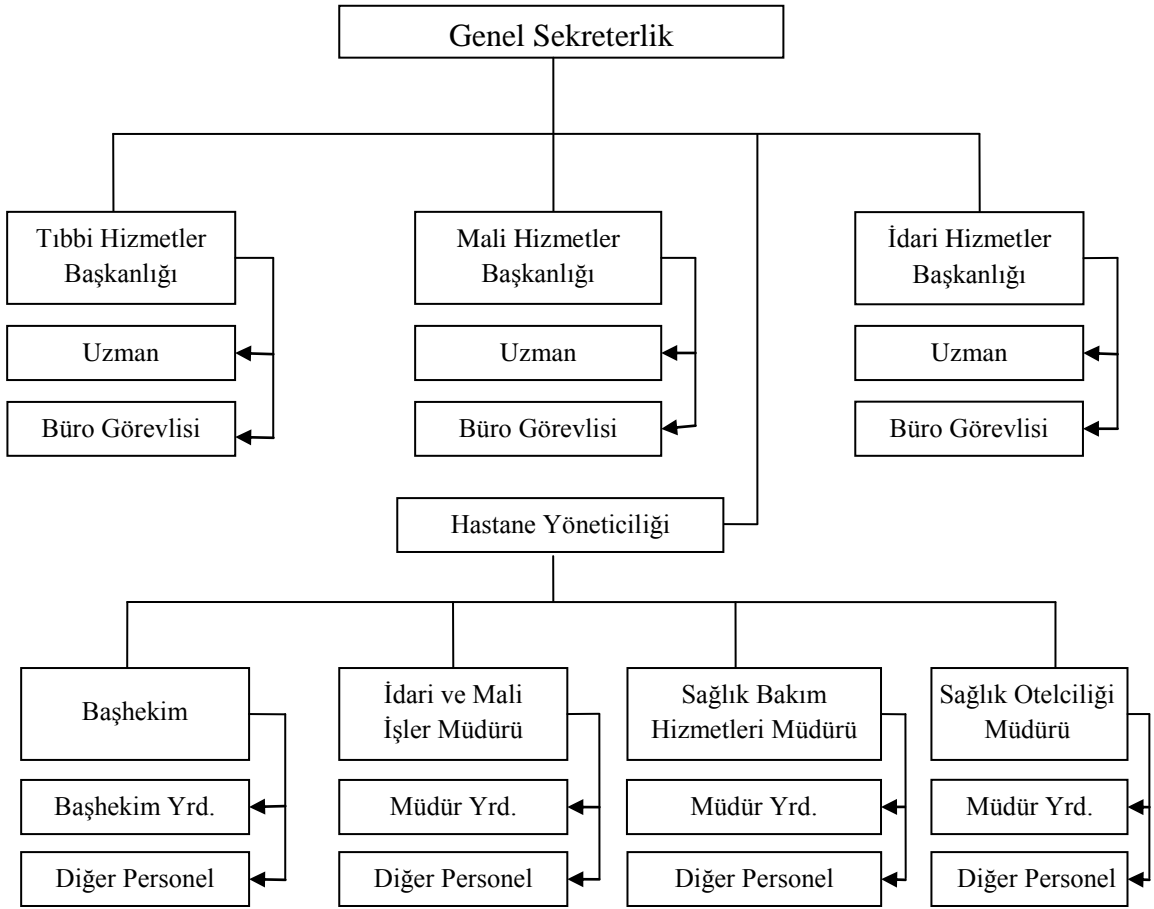 Genel Sekreterlik
Tıbbi Hizmetler
Başkanlığı
Uzman
Büro Görevlisi
Mali Hizmetler
Başkanlığı
Uzman
Büro Görevlisi
İdari Hizmetler
Başkanlığı
Uzman
Büro Görevlisi
Hastane Yöneticiliği
Başhekim
Başhekim Yrd.
Diğer Personel
İdari ve Mali
İşler Müdürü
Müdür Yrd.
Diğer Personel
Sağlık Bakım
Hizmetleri Müdürü
Müdür Yrd.
Diğer Personel
Sağlık Otelciliği
Müdürü
Müdür Yrd.
Diğer Personel